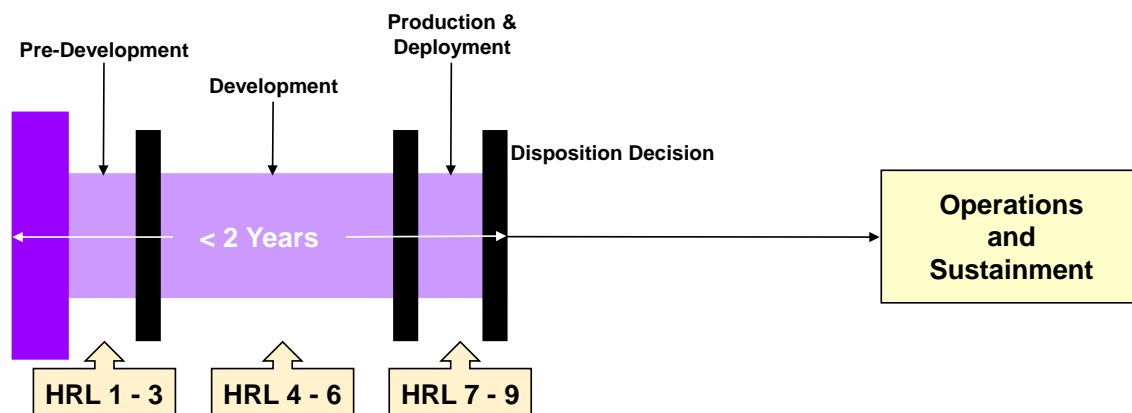 Production &
Deployment
Pre-Development
Development
Disposition Decision
< 2 Years
Operations
and
Sustainment
HRL 1 - 3
HRL 4 - 6
HRL 7 - 9